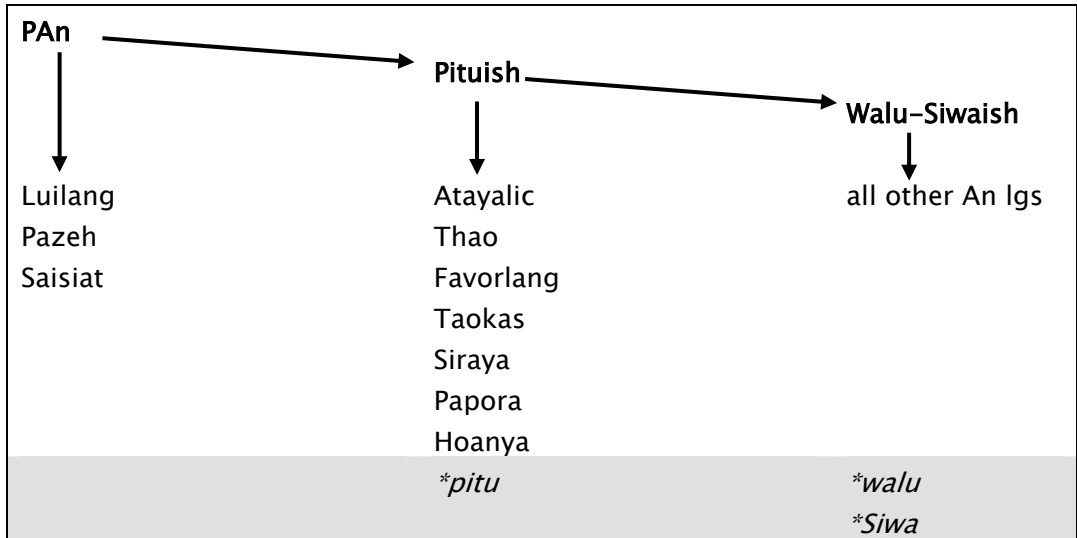 PAn
Pituish
Walu-Siwaish
Luilang Atayalic all other An lgs
Pazeh Thao
Saisiat Favorlang
Taokas
Siraya
Papora
Hoanya
*pitu *walu
*Siwa